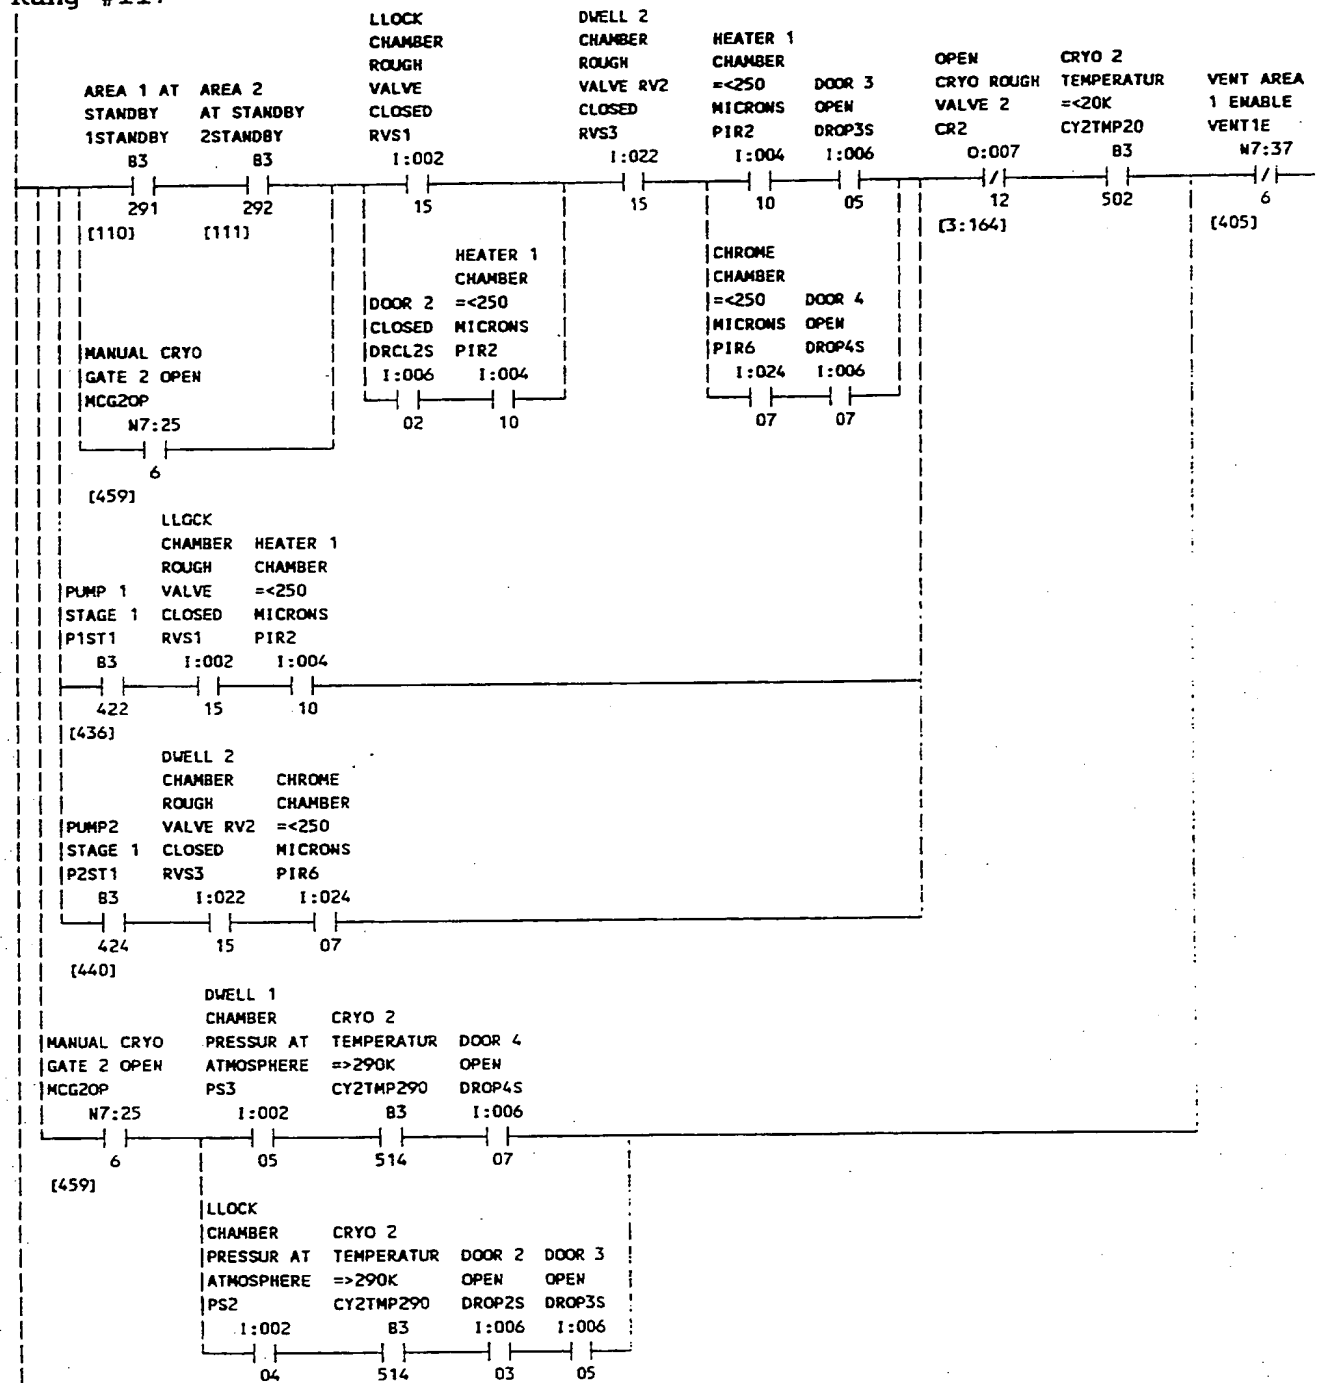 LLOCK DWELL 2
CHAMBER CHAMBER HEATER 1
ROUGH ROUGH CHAMBER OPEN CRYO 2
AREA 1 AT AREA 2 VALVE VALVE RV2 =<250 DOOR 3 CRYO ROUGH TEMPERATUR VENT AREA
STANDBY AT STANDBY CLOSED CLOSED MICRONS OPEN VALVE 2 =<20K 1 ENABLE
1STANDBY 2STANDBY RVS1 RVS3 PIR2 DROP3S CR2 CY2TMP20 VENT1E
B3 B3 I:002 I:022 I:004 I:006 O:007 B3 N7:37
291 292 15 15 10 05 12 502 6
[110] [111] [3:164] [405]
HEATER 1 CHROME
CHAMBER CHAMBER
DOOR 2 =<250 =<250 DOOR 4
CLOSED MICRONS MICRONS OPEN
DRCL2S PIR2 PIR6 DROP4S
I:006 I:004 I:024 I:006
02 10 07 07
MANUAL CRYO
GATE 2 OPEN
MCG2OP
N7:25
6
[459]
LLOCK
CHAMBER HEATER 1
ROUGH CHAMBER
PUMP 1 VALVE =<250
STAGE 1 CLOSED MICRONS
P1ST1 RVS1 PIR2
B3 I:002 I:004
422 15 10
[436]
DWELL 2
CHAMBER CHROME
ROUGH CHAMBER
PUMP2 VALVE RV2 =<250
STAGE 1 CLOSED MICRONS
P2ST1 RVS3 PIR6
B3 I:022 I:024
424 15 07
[440]
DWELL 1
CHAMBER CRYO 2
MANUAL CRYO PRESSUR AT TEMPERATUR DOOR 4
GATE 2 OPEN ATMOSPHERE =>290K OPEN
MCG2OP PS3 CY2TMP290 DROP4S
N7:25 I:002 B3 I:006
6 05 514 07
[459]
LLOCK
CHAMBER CRYO 2
PRESSUR AT TEMPERATUR DOOR 2 DOOR 3
ATMOSPHERE =>290K OPEN OPEN
PS2 CY2TMP290 DROP2S DROP3S
I:002 B3 I:006 I:006
04 514 03 05